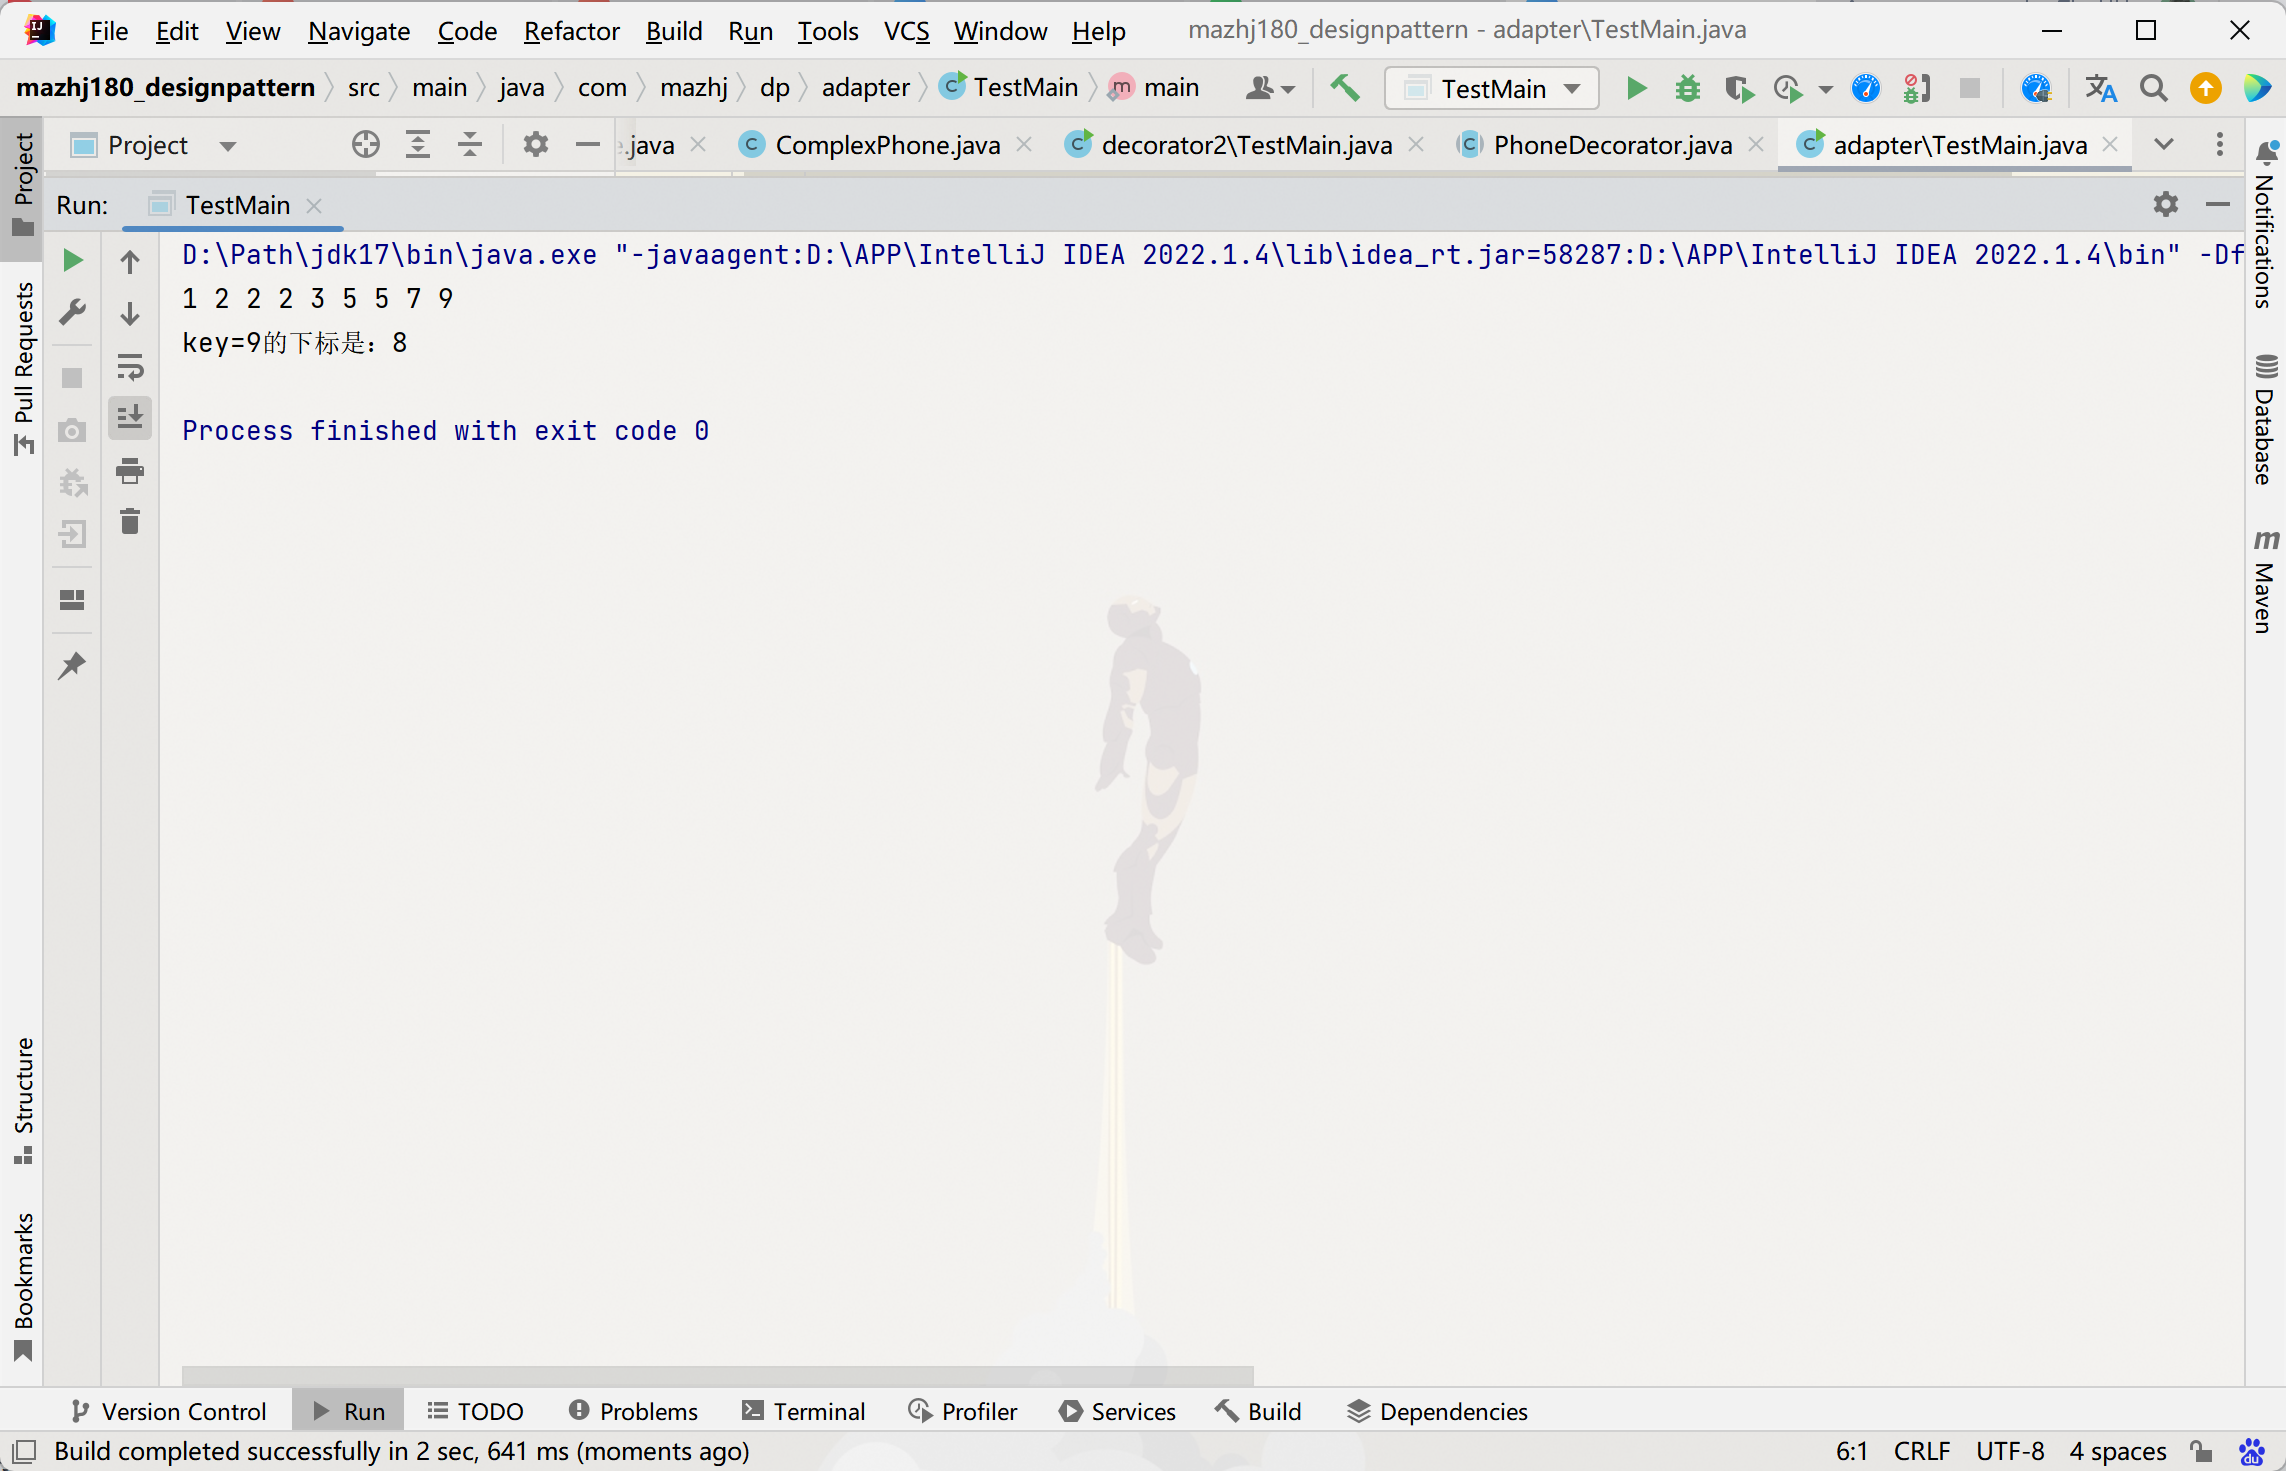 File Edit View Navigate Code Refactor Build Run Tools VCS Window Help mazhj180_designpattern - adapter\TestMain.java
mazhj180_designpattern src main java com mazhj dp adapter TestMain main TestMain
Project .java ComplexPhone.java decorator2\TestMain.java PhoneDecorator.java adapter\TestMain.java
Run: TestMain
D:\Path\jdk17\bin\java.exe "-javaagent:D:\APP\IntelliJ IDEA 2022.1.4\lib\idea_rt.jar=58287:D:\APP\IntelliJ IDEA 2022.1.4\bin" -Df
1 2 2 2 3 5 5 7 9
key=9的下标是：8
Process finished with exit code 0
Project
Pull Requests
Structure
Bookmarks
Notifications
Database
Maven
Version Control Run TODO Problems Terminal Profiler Services Build Dependencies
Build completed successfully in 2 sec, 641 ms (moments ago) 6:1 CRLF UTF-8 4 spaces